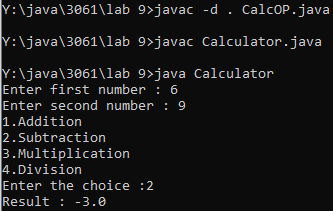 Y:\java\3061\lab 9>javac -d . CalcOP.java
Y:\java\3061\lab 9>javac Calculator.java
Y:\java\3061\lab 9>java Calculator
Enter first number : 6
Enter second number : 9
1.Addition
2.Subtraction
3.Multiplication
4.Division
Enter the choice :2
Result : -3.0